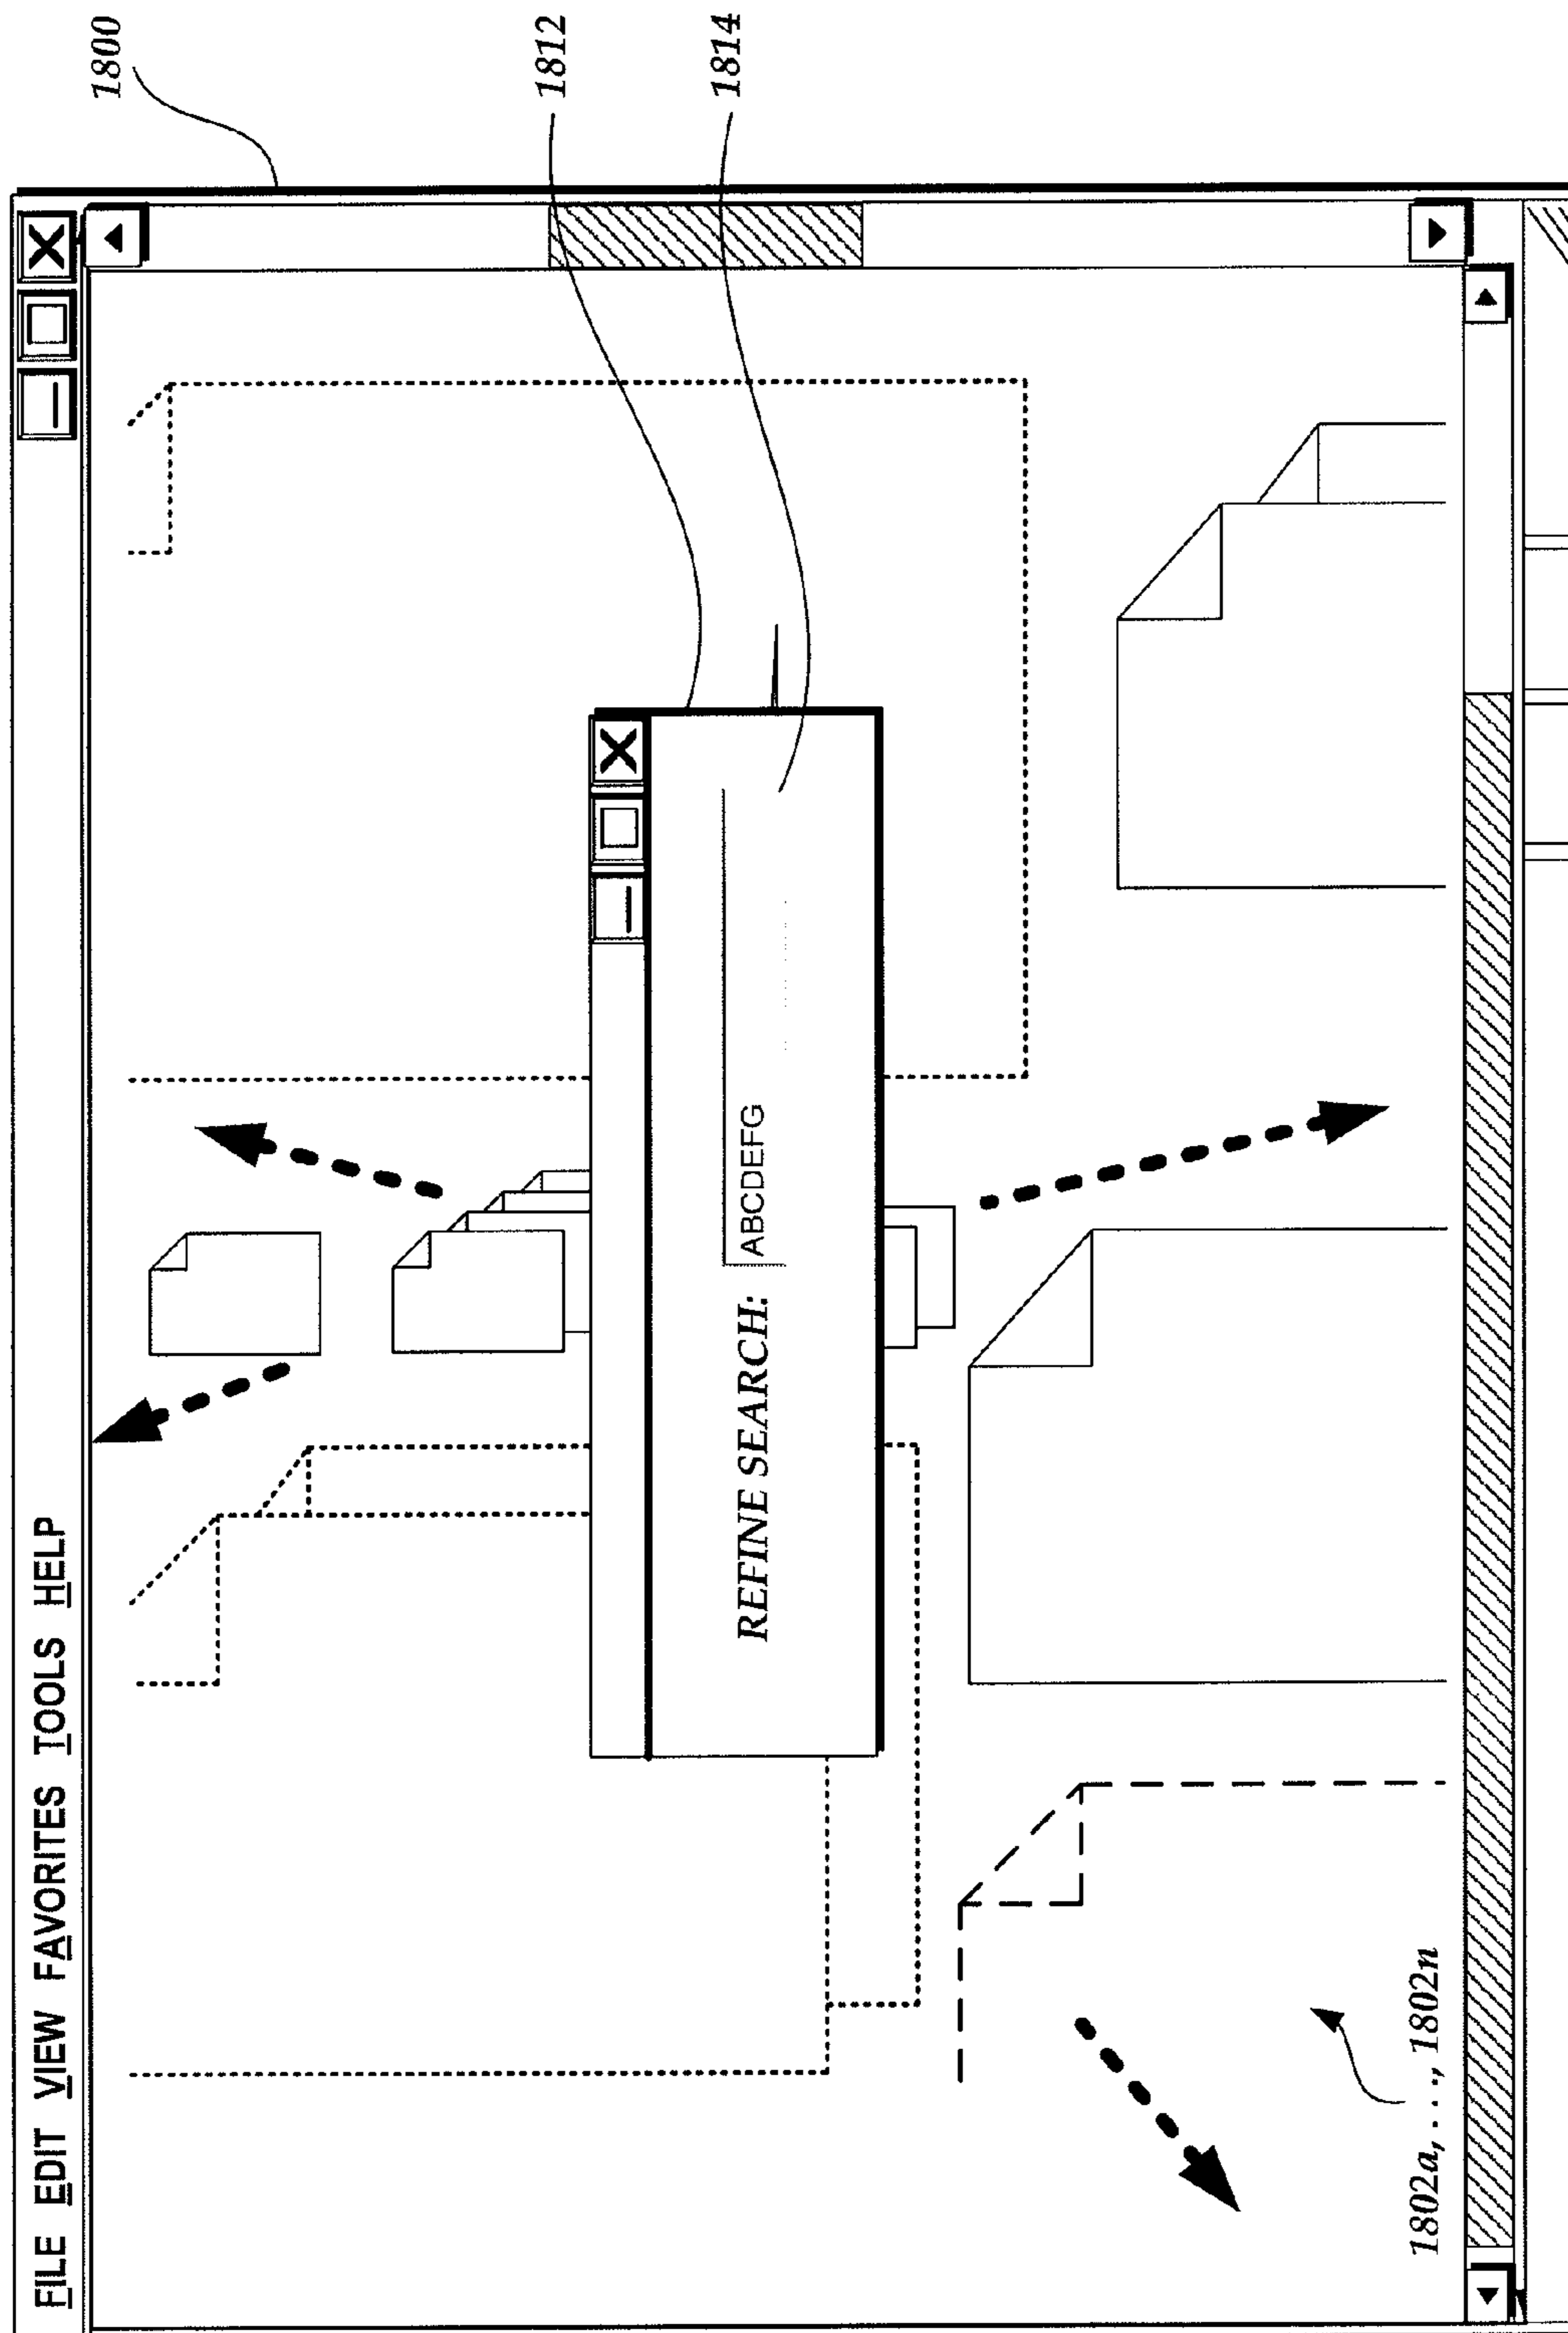 FILE EDIT VIEW FAVORITES TOOLS HELP
1800
1812
1814
REFINE SEARCH: ABCDEFG
1802a, . . ., 1802n